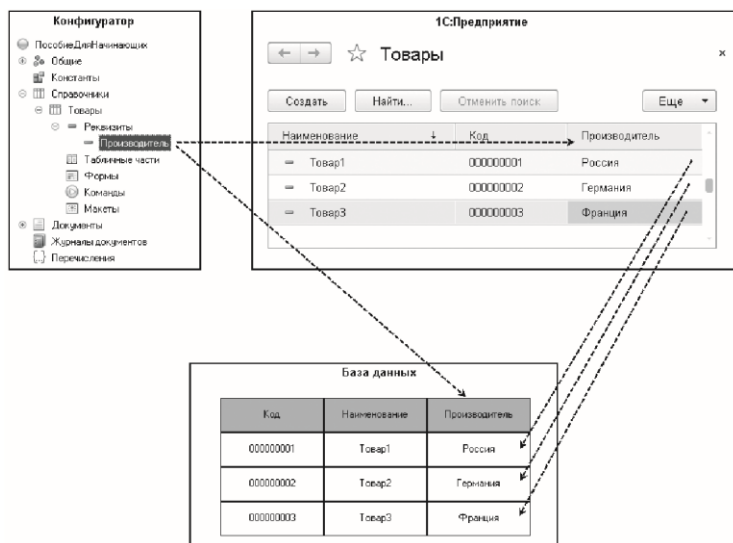 Конфигуратор
ПособиеДляНачинающих
Общие
Константы
Справочники
Товары
Реквизиты
Производитель
Табличные части
Формы
Команды
Макеты
Документы
Журналы документов
Перечисления
1С:Предприятие
Товары
Создать Найти... Отменить поиск Еще
Наименование Код Производитель
Товар1 000000001 Россия
Товар2 000000002 Германия
Товар3 000000003 Франция
База данных
Код Наименование Производитель
000000001 Товар1 Россия
000000002 Товар2 Германия
000000003 Товар3 Франция